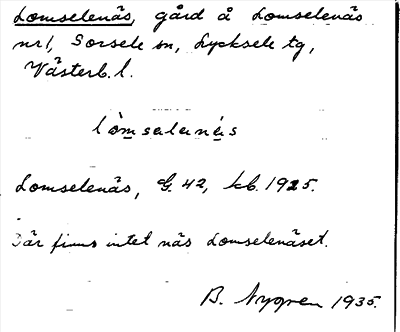 Lomselenäs, gård å Lomselenäs
nr 1, Sorsele sn, Lycksele tg,
Västerb. l.
lòmsalanä́s
Lomselenäs, G. 42, kb. 1925.
Där finns intet näs Lomselenäset.
B. Nygren 1935.